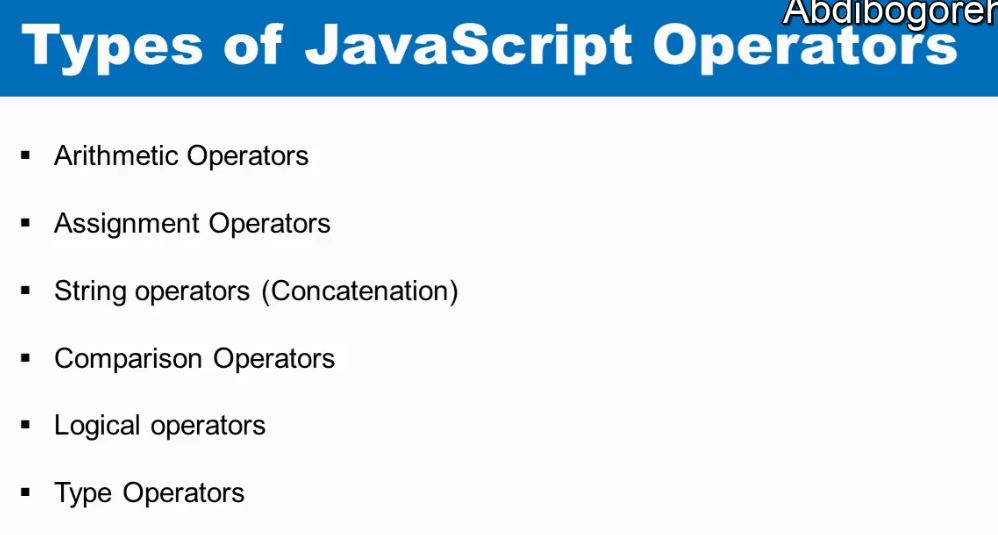 Abdibogoreh
Types of JavaScript Operators
▪ Arithmetic Operators
▪ Assignment Operators
▪ String operators (Concatenation)
▪ Comparison Operators
▪ Logical operators
▪ Type Operators